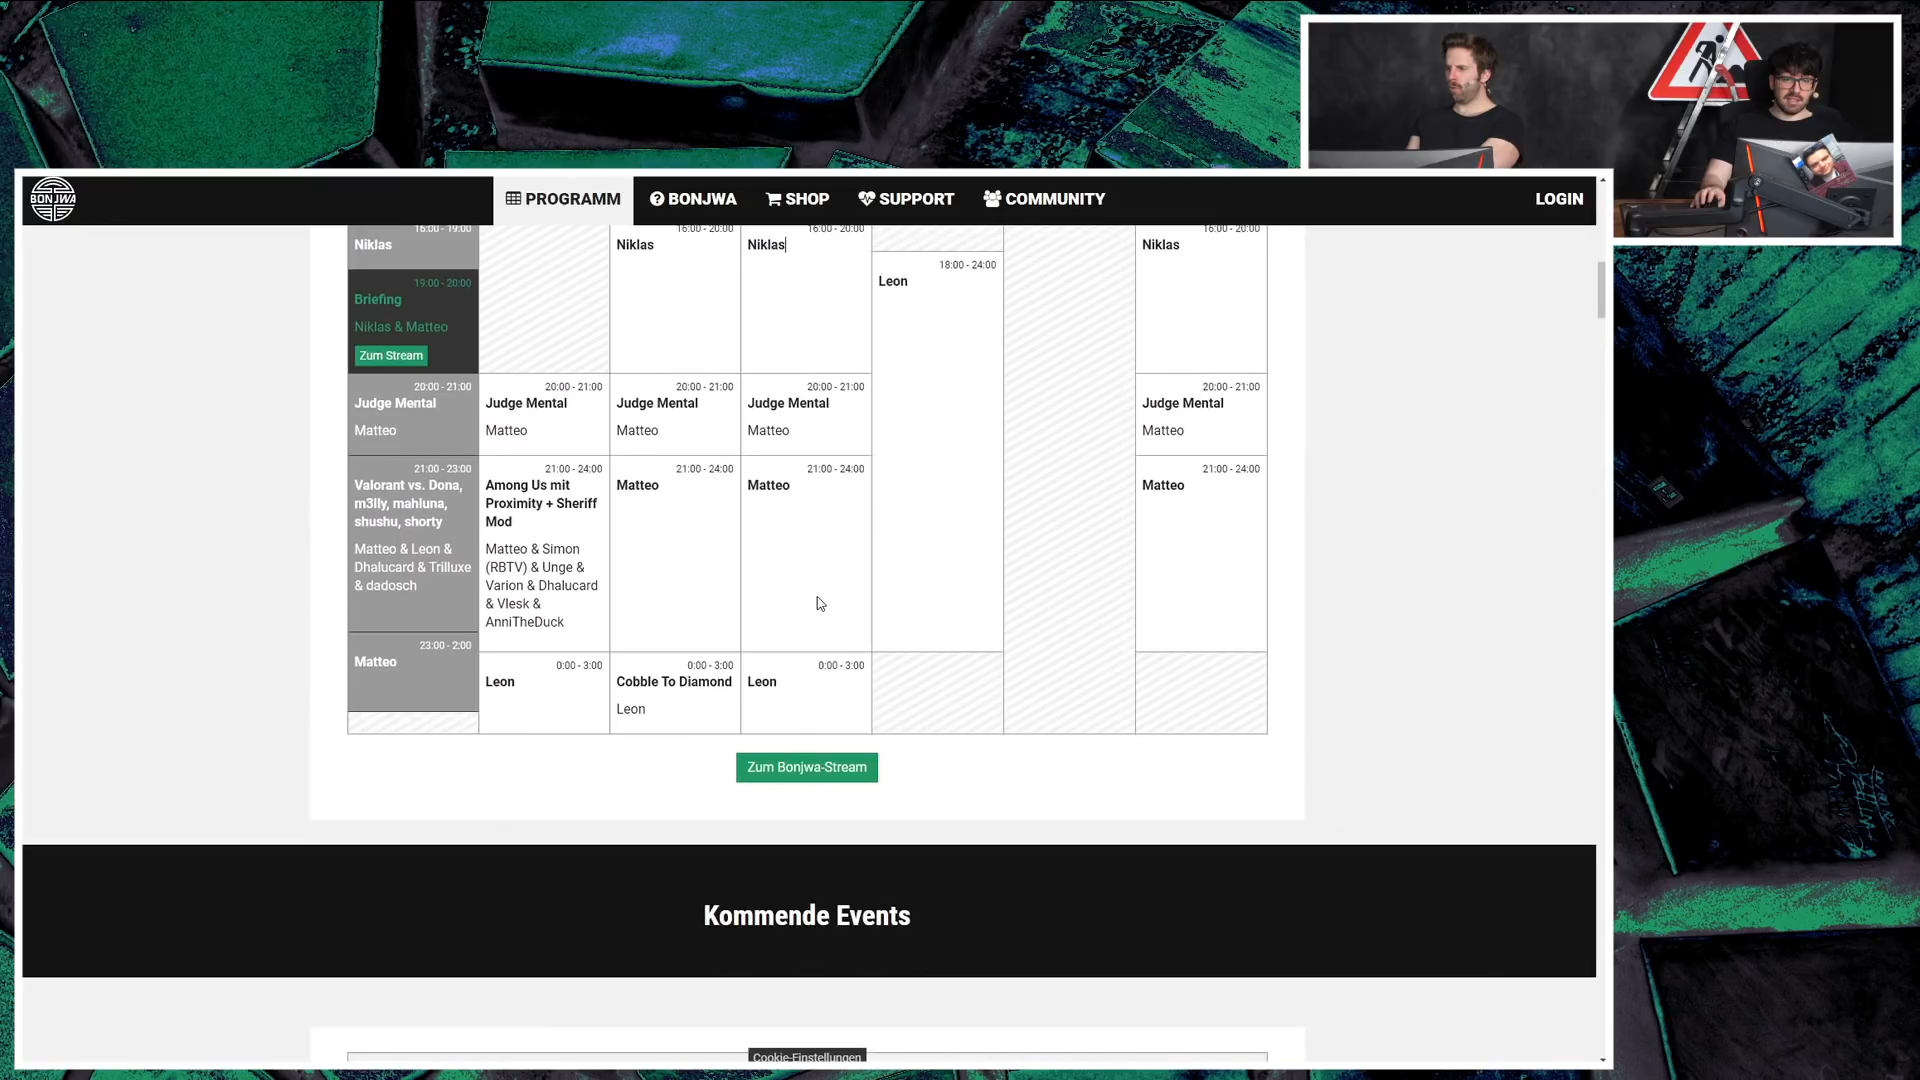 BONJWA
PROGRAMM
BONJWA
SHOP
SUPPORT
COMMUNITY
LOGIN
16:00 - 19:00
Niklas
19:00 - 20:00
Briefing
Niklas & Matteo
Zum Stream
20:00 - 21:00
Judge Mental
Matteo
21:00 - 23:00
Valorant vs. Dona,
m3lly, mahluna,
shushu, shorty
Matteo & Leon &
Dhalucard & Trilluxe
& dadosch
23:00 - 2:00
Matteo
20:00 - 21:00
Judge Mental
Matteo
21:00 - 24:00
Among Us mit
Proximity + Sheriff
Mod
Matteo & Simon
(RBTV) & Unge &
Varion & Dhalucard
& Vlesk &
AnniTheDuck
0:00 - 3:00
Leon
16:00 - 20:00
Niklas
20:00 - 21:00
Judge Mental
Matteo
21:00 - 24:00
Matteo
0:00 - 3:00
Cobble To Diamond
Leon
16:00 - 20:00
Niklas
20:00 - 21:00
Judge Mental
Matteo
21:00 - 24:00
Matteo
0:00 - 3:00
Leon
18:00 - 24:00
Leon
16:00 - 20:00
Niklas
20:00 - 21:00
Judge Mental
Matteo
21:00 - 24:00
Matteo
Zum Bonjwa-Stream
Kommende Events
Cookie-Einstellungen